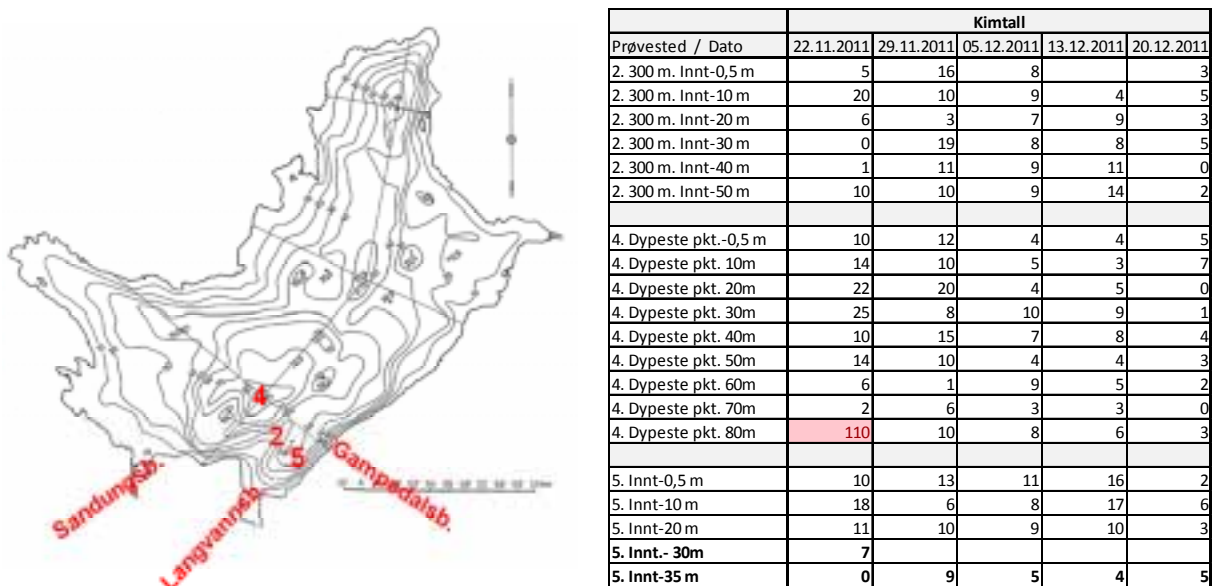 4
2
5
Sandungsb.
Langvannsb.
Gampedalsb.
Kimtall
Prøvested / Dato 22.11.2011 29.11.2011 05.12.2011 13.12.2011 20.12.2011
2. 300 m. Innt-0,5 m 5 16 8 3
2. 300 m. Innt-10 m 20 10 9 4 5
2. 300 m. Innt-20 m 6 3 7 9 3
2. 300 m. Innt-30 m 0 19 8 8 5
2. 300 m. Innt-40 m 1 11 9 11 0
2. 300 m. Innt-50 m 10 10 9 14 2
4. Dypeste pkt.-0,5 m 10 12 4 4 5
4. Dypeste pkt. 10m 14 10 5 3 7
4. Dypeste pkt. 20m 22 20 4 5 0
4. Dypeste pkt. 30m 25 8 10 9 1
4. Dypeste pkt. 40m 10 15 7 8 4
4. Dypeste pkt. 50m 14 10 4 4 3
4. Dypeste pkt. 60m 6 1 9 5 2
4. Dypeste pkt. 70m 2 6 3 3 0
4. Dypeste pkt. 80m 110 10 8 6 3
5. Innt-0,5 m 10 13 11 16 2
5. Innt-10 m 18 6 8 17 6
5. Innt-20 m 11 10 9 10 3
5. Innt.- 30m 7
5. Innt-35 m 0 9 5 4 5